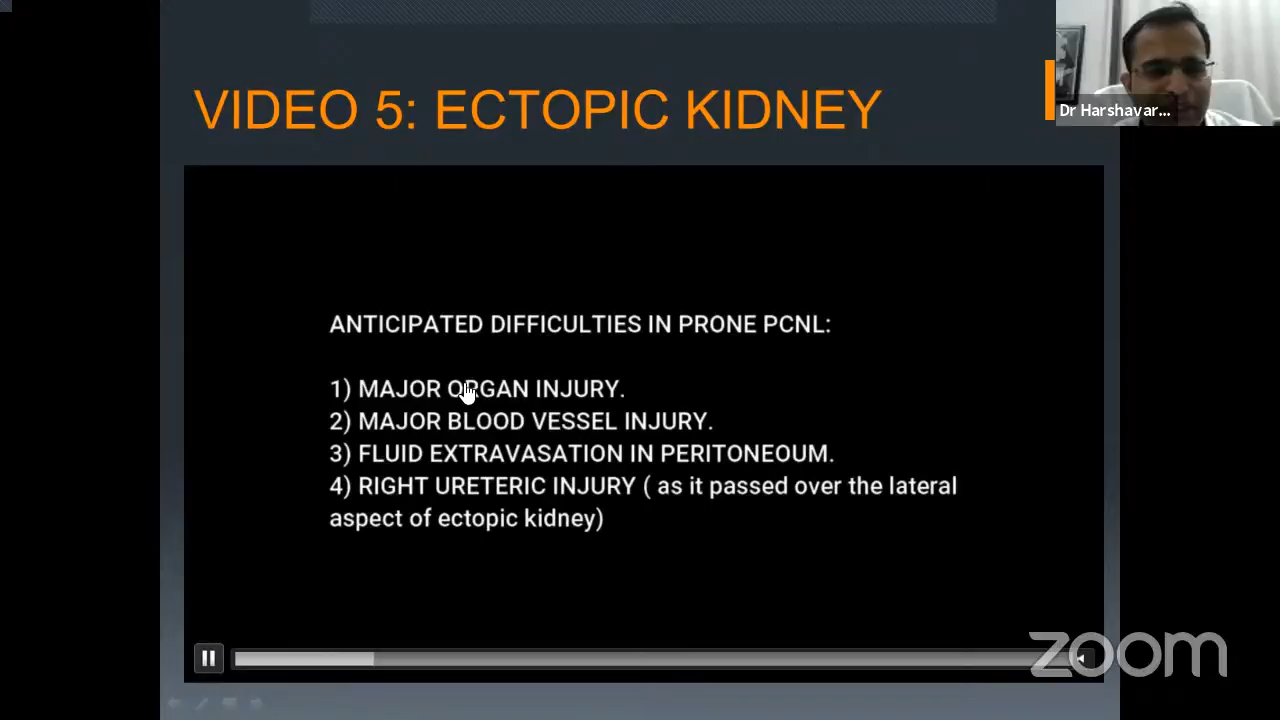 VIDEO 5: ECTOPIC KIDNEY
Dr Harshavar...
ANTICIPATED DIFFICULTIES IN PRONE PCNL:
1) MAJOR ORGAN INJURY.
2) MAJOR BLOOD VESSEL INJURY.
3) FLUID EXTRAVASATION IN PERITONEOUM.
4) RIGHT URETERIC INJURY ( as it passed over the lateral
aspect of ectopic kidney)
zoom